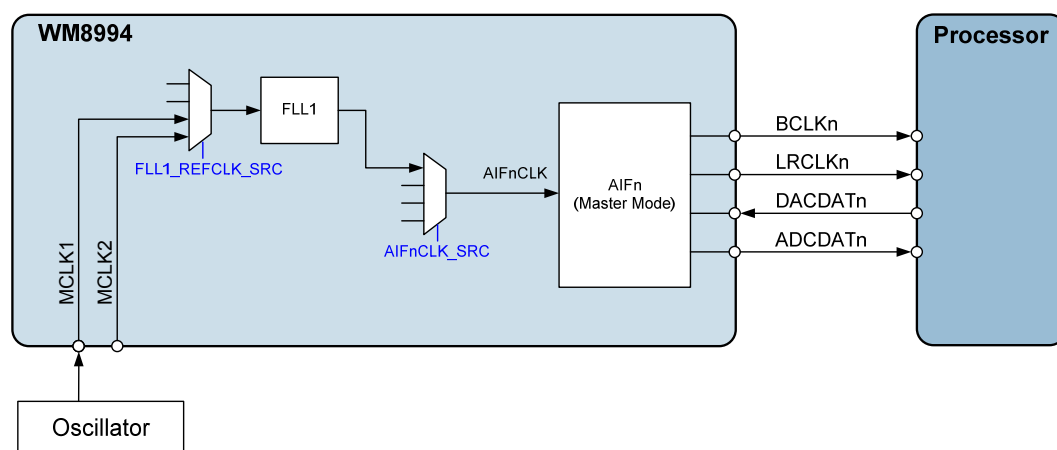 WM8994
Processor
FLL1
BCLKn
FLL1_REFCLK_SRC
LRCLKn
AIFnCLK
AIFn
(Master Mode)
DACDATn
ADCDATn
AIFnCLK_SRC
MCLK1
MCLK2
Oscillator